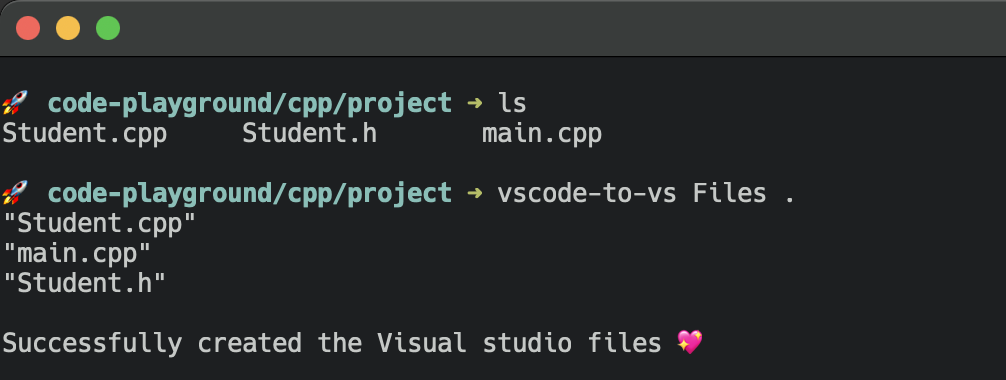 🚀 code-playground/cpp/project ➜ ls
Student.cpp     Student.h       main.cpp
🚀 code-playground/cpp/project ➜ vscode-to-vs Files .
"Student.cpp"
"main.cpp"
"Student.h"
Successfully created the Visual studio files 💖